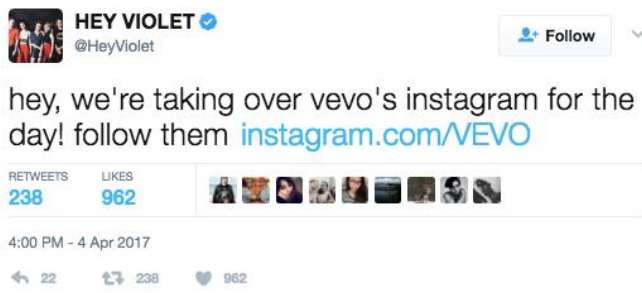 HEY VIOLET
@HeyViolet
Follow
hey, we're taking over vevo's instagram for the
day! follow them instagram.com/VEVO
RETWEETS LIKES
238 962
4:00 PM - 4 Apr 2017
22 238 962